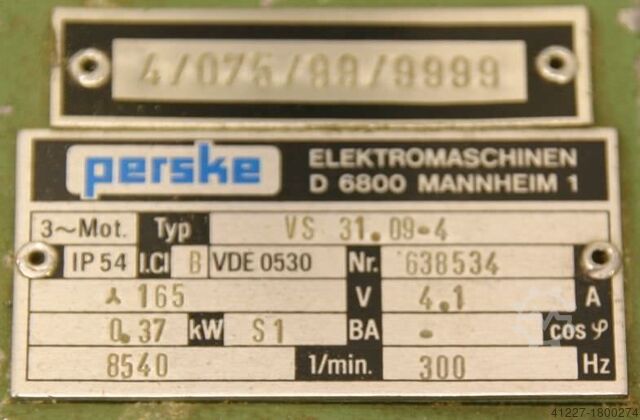 4/075/99/9999
perske ELEKTROMASCHINEN
D 6800 MANNHEIM 1
3~Mot. Typ VS 31.09-4
IP 54 I.Cl B VDE 0530 Nr. 638534
⅄ 165 V 4.1 A
0.37 kW S1 BA - cos φ
8540 1/min. 300 Hz
41227-1800274